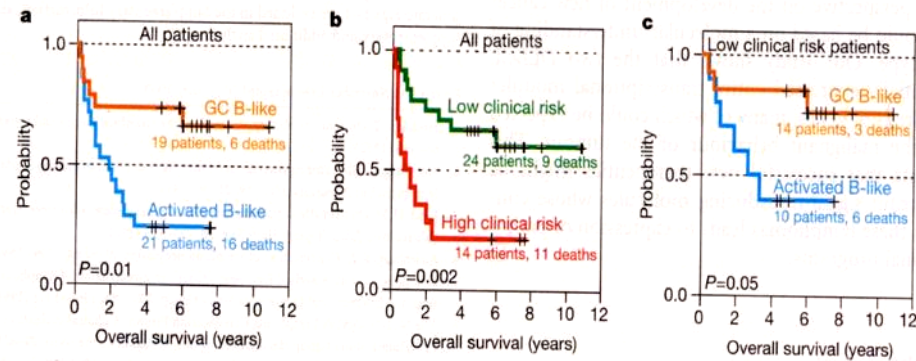 a
All patients
1.0
0.5
0.0
Probability
GC B-like
19 patients, 6 deaths
Activated B-like
21 patients, 16 deaths
P=0.01
0 2 4 6 8 10 12
Overall survival (years)
b
All patients
1.0
0.5
0.0
Probability
Low clinical risk
24 patients, 9 deaths
High clinical risk
14 patients, 11 deaths
P=0.002
0 2 4 6 8 10 12
Overall survival (years)
c
Low clinical risk patients
1.0
0.5
0.0
Probability
GC B-like
14 patients, 3 deaths
Activated B-like
10 patients, 6 deaths
P=0.05
0 2 4 6 8 10 12
Overall survival (years)